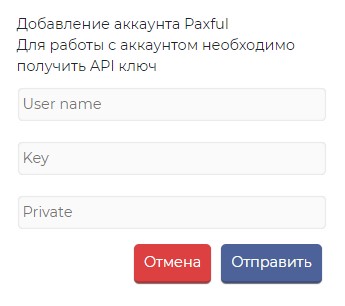 Добавление аккаунта Paxful
Для работы с аккаунтом необходимо
получить API ключ
User name
Key
Private
Отмена
Отправить